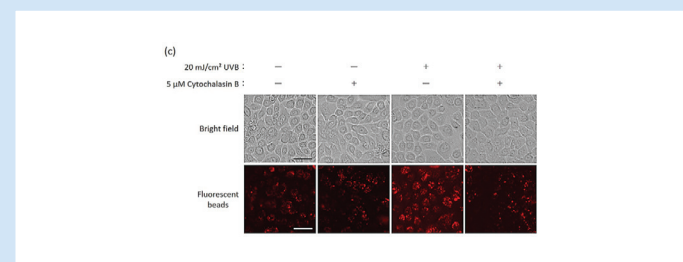 (c)
20 mJ/cm² UVB : − − + +
5 μM Cytochalasin B : − + − +
Bright field
Fluorescent
beads